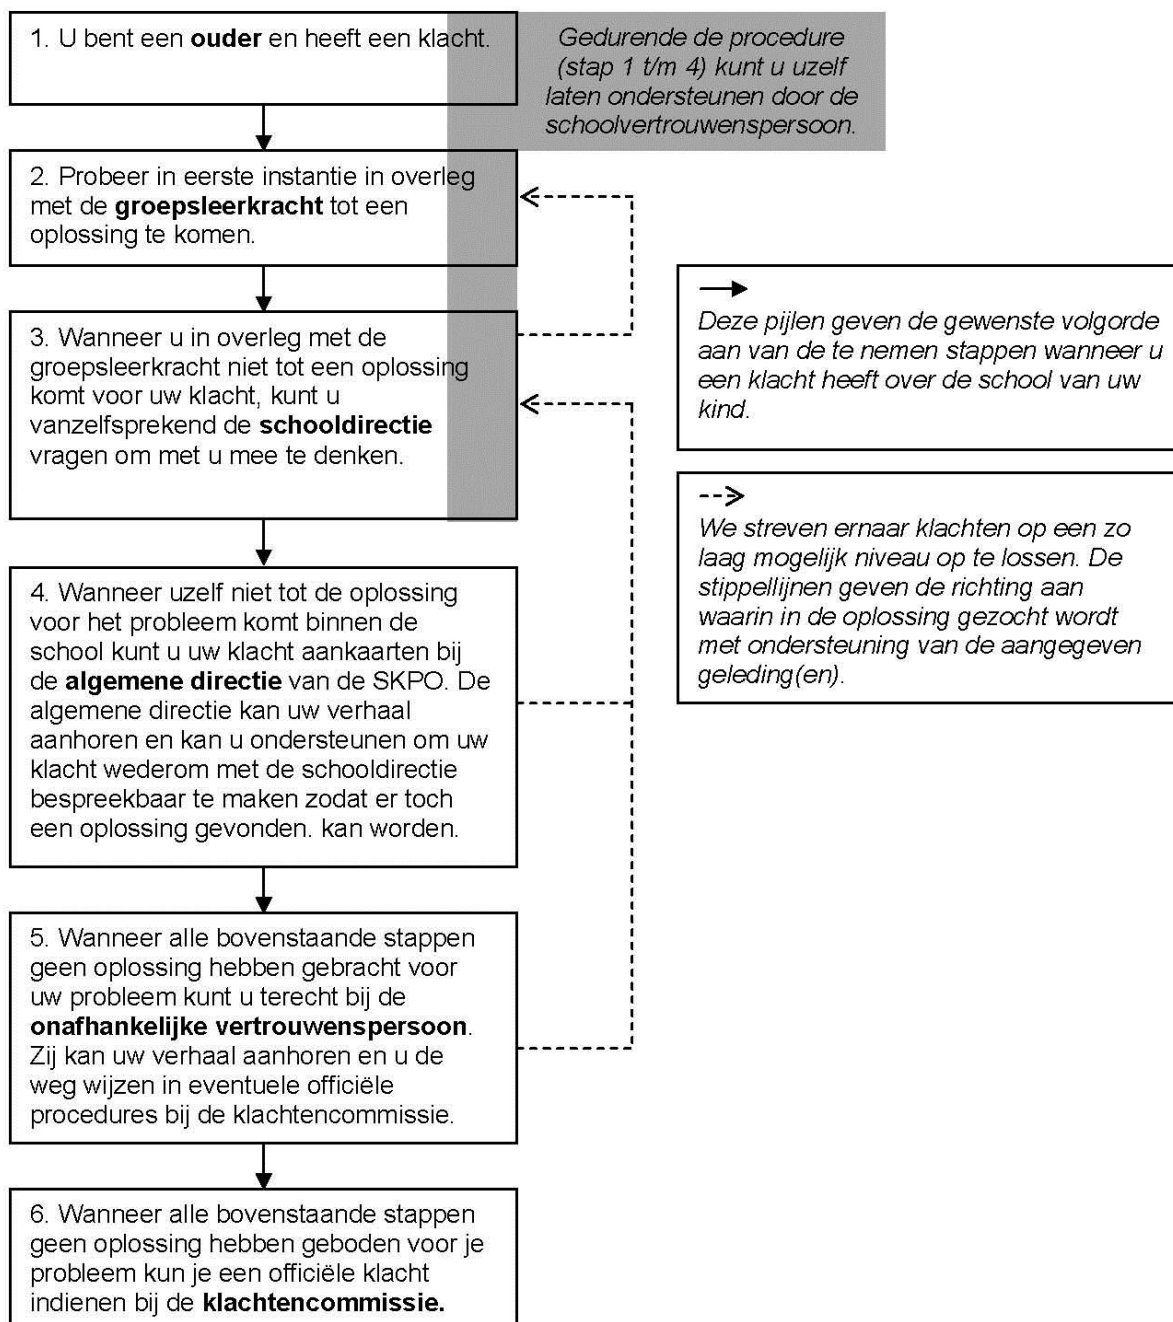 1. U bent een ouder en heeft een klacht.
Gedurende de procedure
(stap 1 t/m 4) kunt u uzelf
laten ondersteunen door de
schoolvertrouwenspersoon.
2. Probeer in eerste instantie in overleg
met de groepsleerkracht tot een
oplossing te komen.
3. Wanneer u in overleg met de
groepsleerkracht niet tot een oplossing
komt voor uw klacht, kunt u
vanzelfsprekend de schooldirectie
vragen om met u mee te denken.
Deze pijlen geven de gewenste volgorde
aan van de te nemen stappen wanneer u
een klacht heeft over de school van uw
kind.
We streven ernaar klachten op een zo
laag mogelijk niveau op te lossen. De
stippellijnen geven de richting aan
waarin in de oplossing gezocht wordt
met ondersteuning van de aangegeven
geleding(en).
4. Wanneer uzelf niet tot de oplossing
voor het probleem komt binnen de
school kunt u uw klacht aankaarten bij
de algemene directie van de SKPO. De
algemene directie kan uw verhaal
aanhoren en kan u ondersteunen om uw
klacht wederom met de schooldirectie
bespreekbaar te maken zodat er toch
een oplossing gevonden. kan worden.
5. Wanneer alle bovenstaande stappen
geen oplossing hebben gebracht voor
uw probleem kunt u terecht bij de
onafhankelijke vertrouwenspersoon.
Zij kan uw verhaal aanhoren en u de
weg wijzen in eventuele officiële
procedures bij de klachtencommissie.
6. Wanneer alle bovenstaande stappen
geen oplossing hebben geboden voor je
probleem kun je een officiële klacht
indienen bij de klachtencommissie.